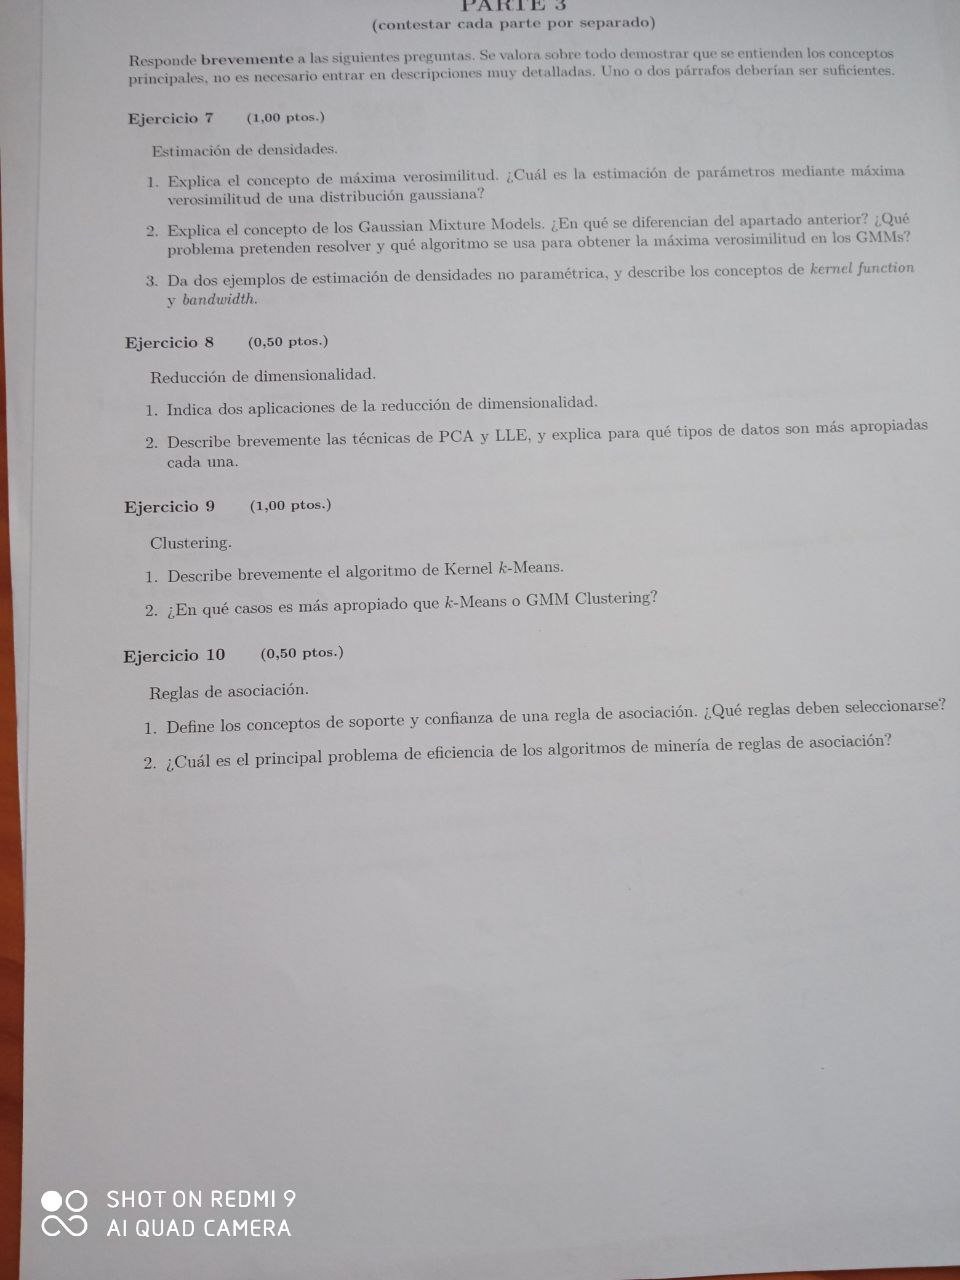 PARTE 3
(contestar cada parte por separado)
Responde brevemente a las siguientes preguntas. Se valora sobre todo demostrar que se entienden los conceptos
principales, no es necesario entrar en descripciones muy detalladas. Uno o dos párrafos deberían ser suficientes.
Ejercicio 7 (1,00 ptos.)
Estimación de densidades.
1. Explica el concepto de máxima verosimilitud. ¿Cuál es la estimación de parámetros mediante máxima
verosimilitud de una distribución gaussiana?
2. Explica el concepto de los Gaussian Mixture Models. ¿En qué se diferencian del apartado anterior? ¿Qué
problema pretenden resolver y qué algoritmo se usa para obtener la máxima verosimilitud en los GMMs?
3. Da dos ejemplos de estimación de densidades no paramétrica, y describe los conceptos de kernel function
y bandwidth.
Ejercicio 8 (0,50 ptos.)
Reducción de dimensionalidad.
1. Indica dos aplicaciones de la reducción de dimensionalidad.
2. Describe brevemente las técnicas de PCA y LLE, y explica para qué tipos de datos son más apropiadas
cada una.
Ejercicio 9 (1,00 ptos.)
Clustering.
1. Describe brevemente el algoritmo de Kernel k-Means.
2. ¿En qué casos es más apropiado que k-Means o GMM Clustering?
Ejercicio 10 (0,50 ptos.)
Reglas de asociación.
1. Define los conceptos de soporte y confianza de una regla de asociación. ¿Qué reglas deben seleccionarse?
2. ¿Cuál es el principal problema de eficiencia de los algoritmos de minería de reglas de asociación?
SHOT ON REDMI 9
AI QUAD CAMERA